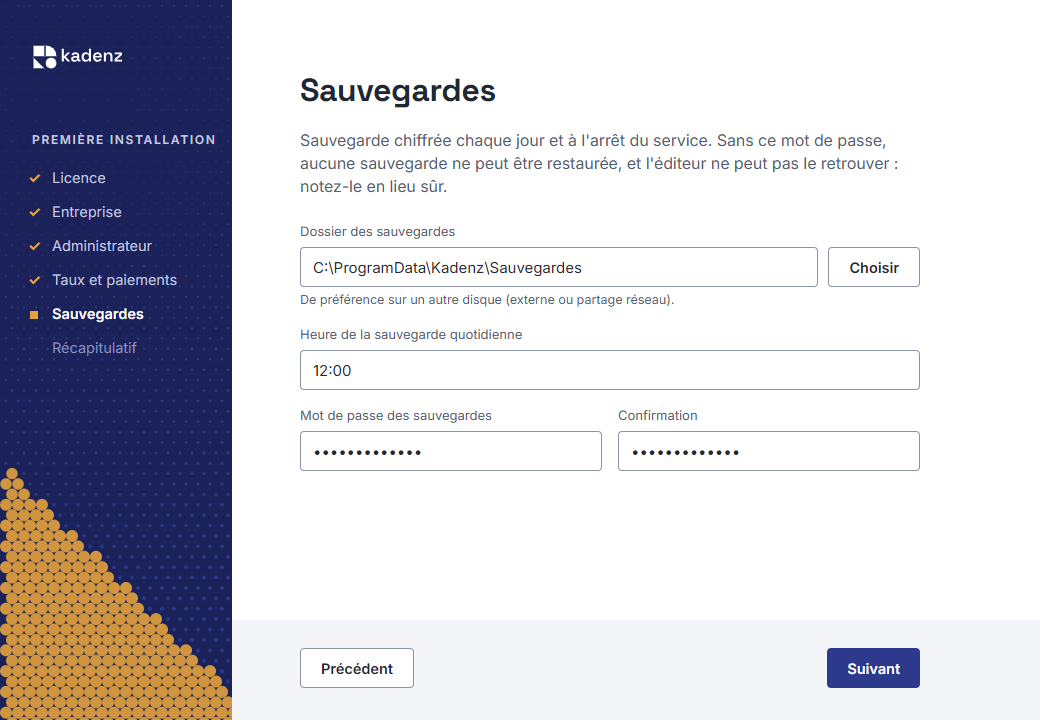 kadenz
PREMIÈRE INSTALLATION
Licence
Entreprise
Administrateur
Taux et paiements
Sauvegardes
Récapitulatif
Sauvegardes
Sauvegarde chiffrée chaque jour et à l'arrêt du service. Sans ce mot de passe,
aucune sauvegarde ne peut être restaurée, et l'éditeur ne peut pas le retrouver :
notez-le en lieu sûr.
Dossier des sauvegardes
C:\ProgramData\Kadenz\Sauvegardes
Choisir
De préférence sur un autre disque (externe ou partage réseau).
Heure de la sauvegarde quotidienne
12:00
Mot de passe des sauvegardes
Confirmation
•••••••••••••
•••••••••••••
Précédent
Suivant